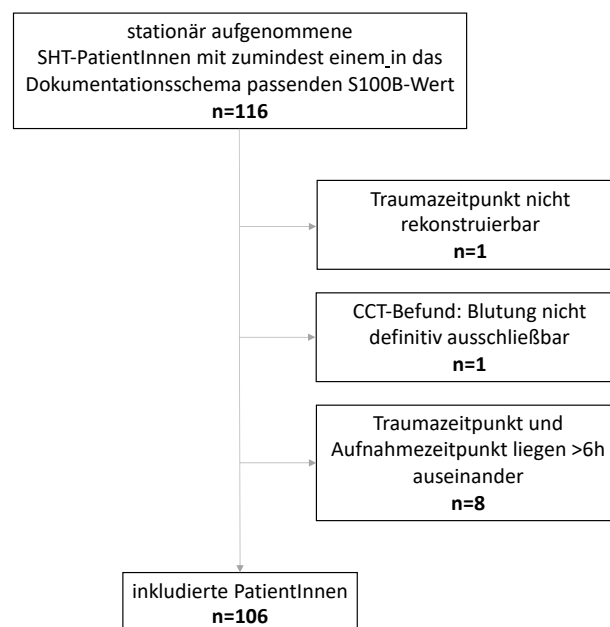 stationär aufgenommene
SHT-PatientInnen mit zumindest einem in das
Dokumentationsschema passenden S100B-Wert
n=116
Traumazeitpunkt nicht
rekonstruierbar
n=1
CCT-Befund: Blutung nicht
definitiv ausschließbar
n=1
Traumazeitpunkt und
Aufnahmezeitpunkt liegen >6h
auseinander
n=8
inkludierte PatientInnen
n=106